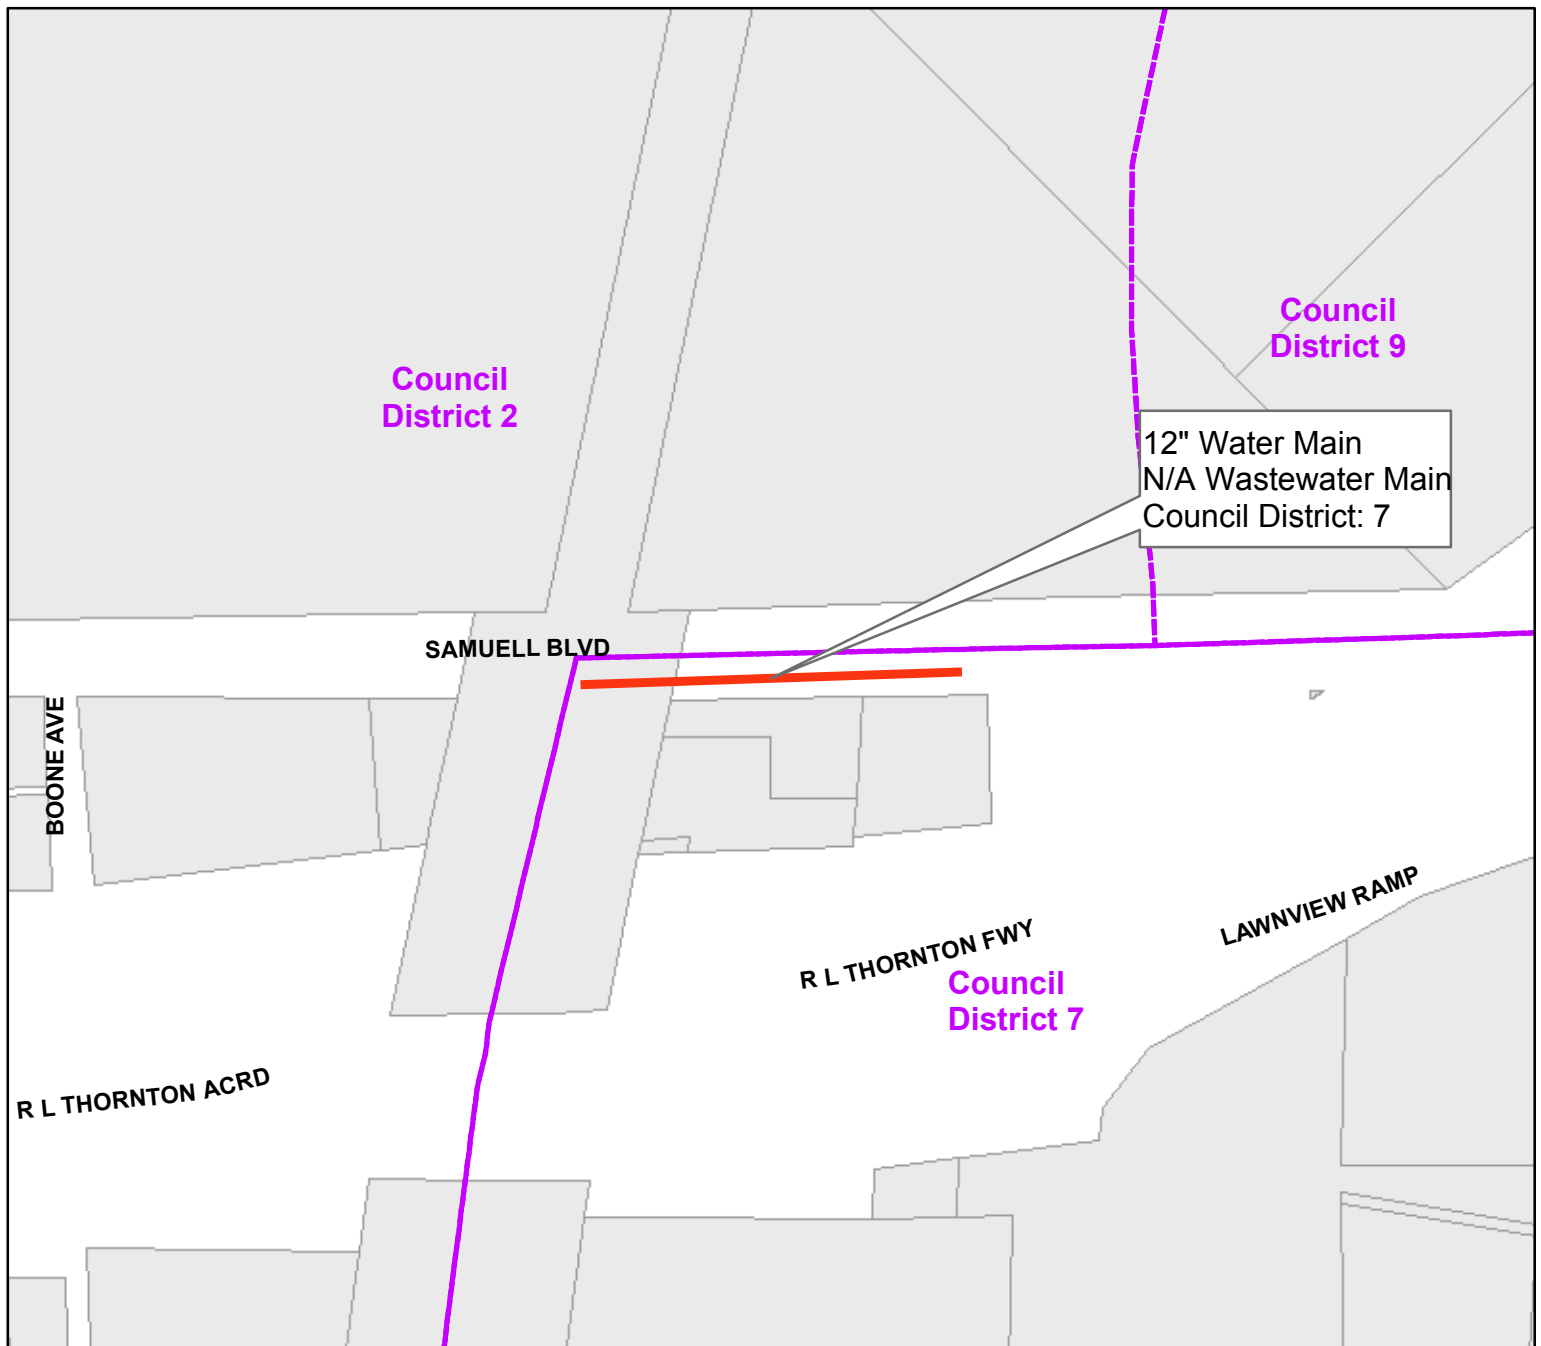 Council
District 9
Council
District 2
12" Water Main
N/A Wastewater Main
Council District: 7
SAMUELL BLVD
BOONE AVE
LAWNVIEW RAMP
R L THORNTON FWY
Council
District 7
R L THORNTON ACRD